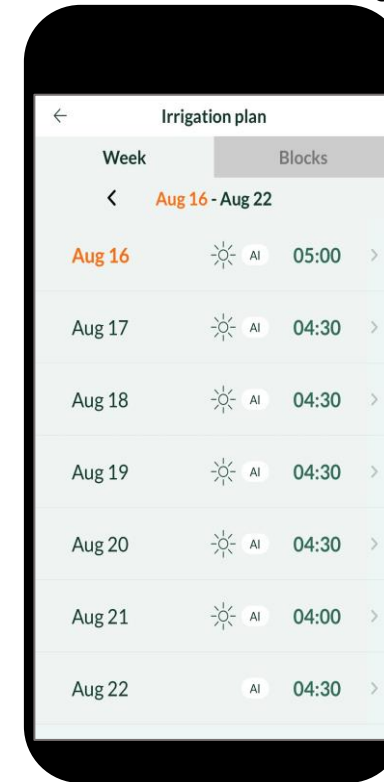 Irrigation plan
Week Blocks
Aug 16 - Aug 22
Aug 16 AI 05:00
Aug 17 AI 04:30
Aug 18 AI 04:30
Aug 19 AI 04:30
Aug 20 AI 04:30
Aug 21 AI 04:00
Aug 22 AI 04:30